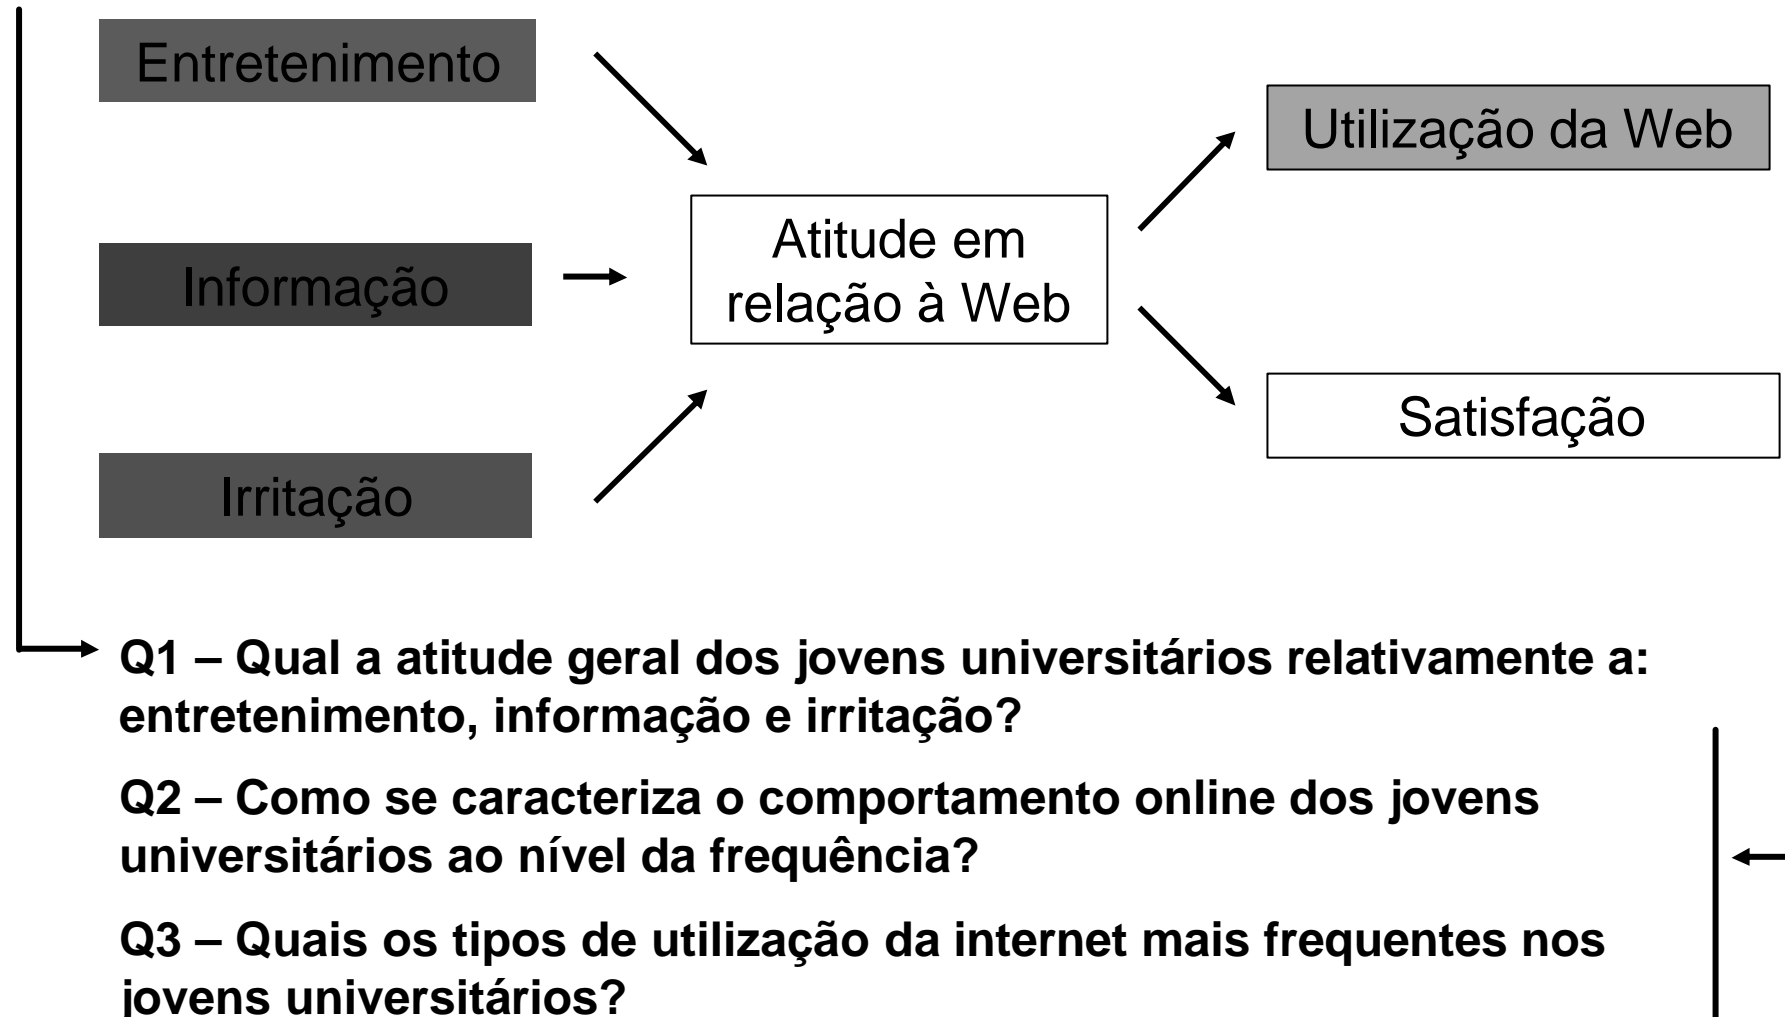 Entretenimento
Utilização da Web
Atitude em
relação à Web
Informação
Satisfação
Irritação
Q1 – Qual a atitude geral dos jovens universitários relativamente a:
entretenimento, informação e irritação?
Q2 – Como se caracteriza o comportamento online dos jovens
universitários ao nível da frequência?
Q3 – Quais os tipos de utilização da internet mais frequentes nos
jovens universitários?